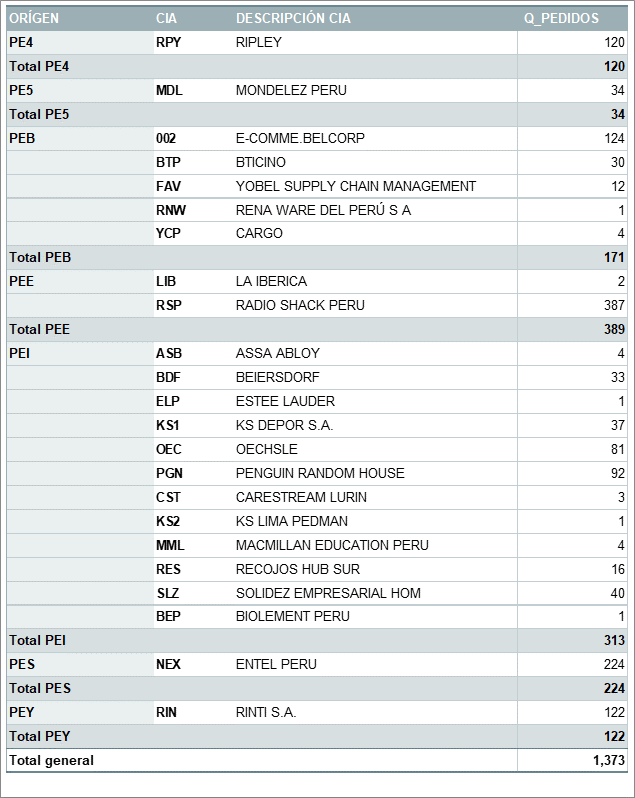 ORÍGEN CIA DESCRIPCIÓN CIA Q_PEDIDOS
PE4 RPY RIPLEY 120
Total PE4 120
PE5 MDL MONDELEZ PERU 34
Total PE5 34
PEB 002 E-COMME.BELCORP 124
BTP BTICINO 30
FAV YOBEL SUPPLY CHAIN MANAGEMENT 12
RNW RENA WARE DEL PERÚ S A 1
YCP CARGO 4
Total PEB 171
PEE LIB LA IBERICA 2
RSP RADIO SHACK PERU 387
Total PEE 389
PEI ASB ASSA ABLOY 4
BDF BEIERSDORF 33
ELP ESTEE LAUDER 1
KS1 KS DEPOR S.A. 37
OEC OECHSLE 81
PGN PENGUIN RANDOM HOUSE 92
CST CARESTREAM LURIN 3
KS2 KS LIMA PEDMAN 1
MML MACMILLAN EDUCATION PERU 4
RES RECOJOS HUB SUR 16
SLZ SOLIDEZ EMPRESARIAL HOM 40
BEP BIOLEMENT PERU 1
Total PEI 313
PES NEX ENTEL PERU 224
Total PES 224
PEY RIN RINTI S.A. 122
Total PEY 122
Total general 1,373